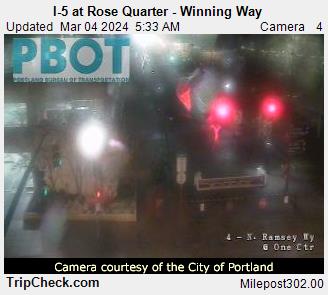 I-5 at Rose Quarter - Winning Way
Updated Mar 04 2024 5:33 AM Camera 4
PBOT
PORTLAND BUREAU OF TRANSPORTATION
4 - N. Ramsey Wy
@ One Ctr
Camera courtesy of the City of Portland
TripCheck.com Milepost302.00